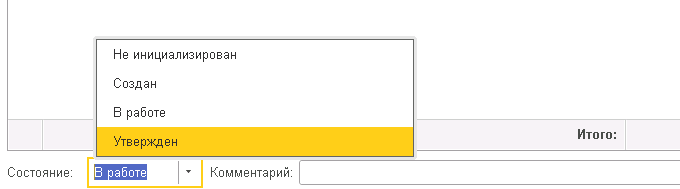 Не инициализирован
Создан
В работе
Утвержден
Итого:
Состояние: В работе Комментарий: